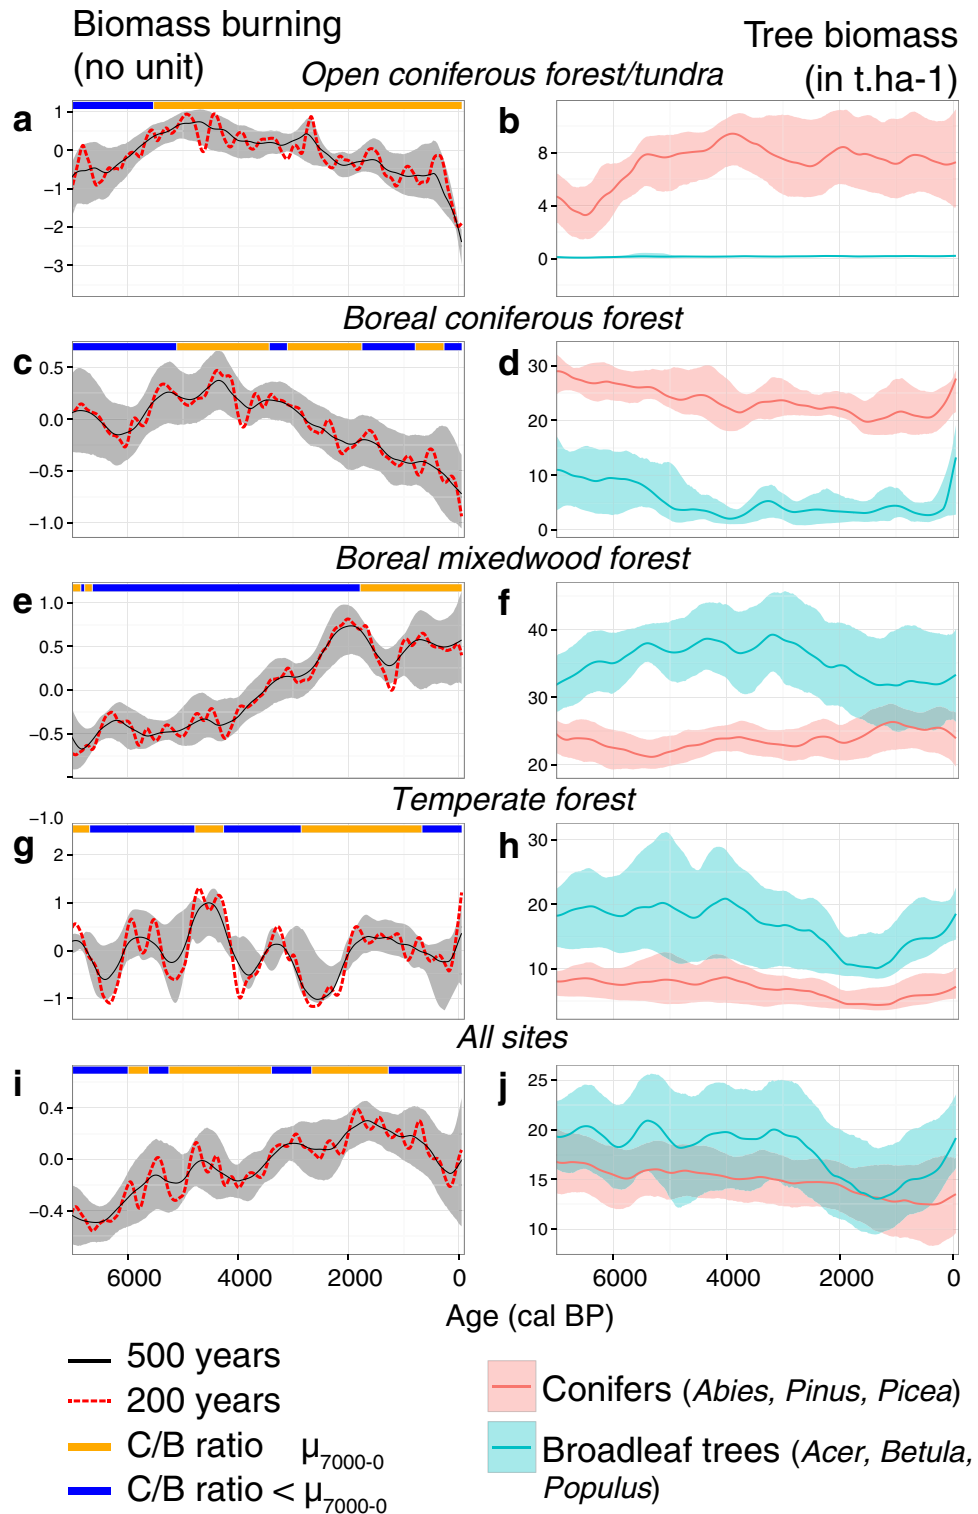 Biomass burning
(no unit)
Tree biomass
(in t.ha-1)
Open coniferous forest/tundra
a
1
0
−1
−2
−3
b
8
4
0
Boreal coniferous forest
c
0.5
0.0
−0.5
−1.0
d
30
20
10
0
Boreal mixedwood forest
e
1.0
0.5
0.0
−0.5
−1.0
f
40
30
20
Temperate forest
g
2
1
0
−1
h
30
20
10
All sites
i
0.4
0.0
−0.4
j
25
20
15
10
6000 4000 2000 0
6000 4000 2000 0
Age (cal BP)
500 years
200 years
C/B ratio μ7000-0
C/B ratio < μ7000-0
Conifers (Abies, Pinus, Picea)
Broadleaf trees (Acer, Betula,
Populus)